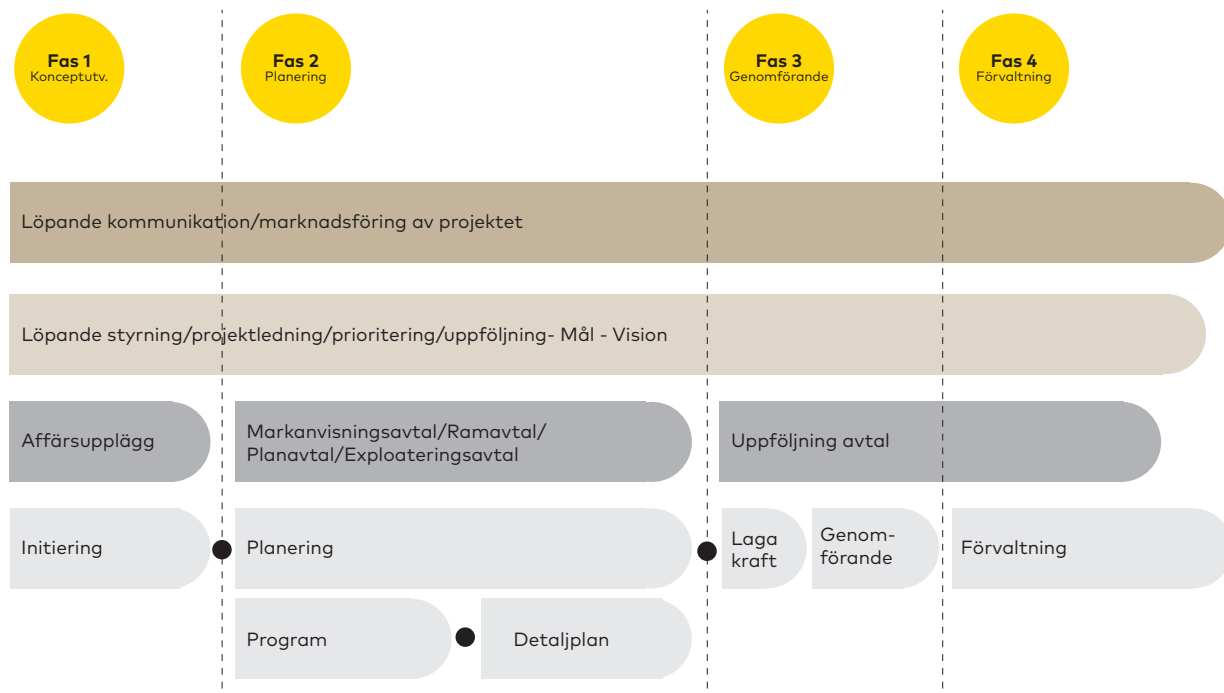 Fas 1
Konceptutv.
Fas 2
Planering
Fas 3
Genomförande
Fas 4
Förvaltning
Löpande kommunikation/marknadsföring av projektet
Löpande styrning/projektledning/prioritering/uppföljning- Mål - Vision
Affärsupplägg
Markanvisningsavtal/Ramavtal/
Planavtal/Exploateringsavtal
Uppföljning avtal
Initiering
Planering
Laga
kraft
Genom-
förande
Förvaltning
Program
Detaljplan